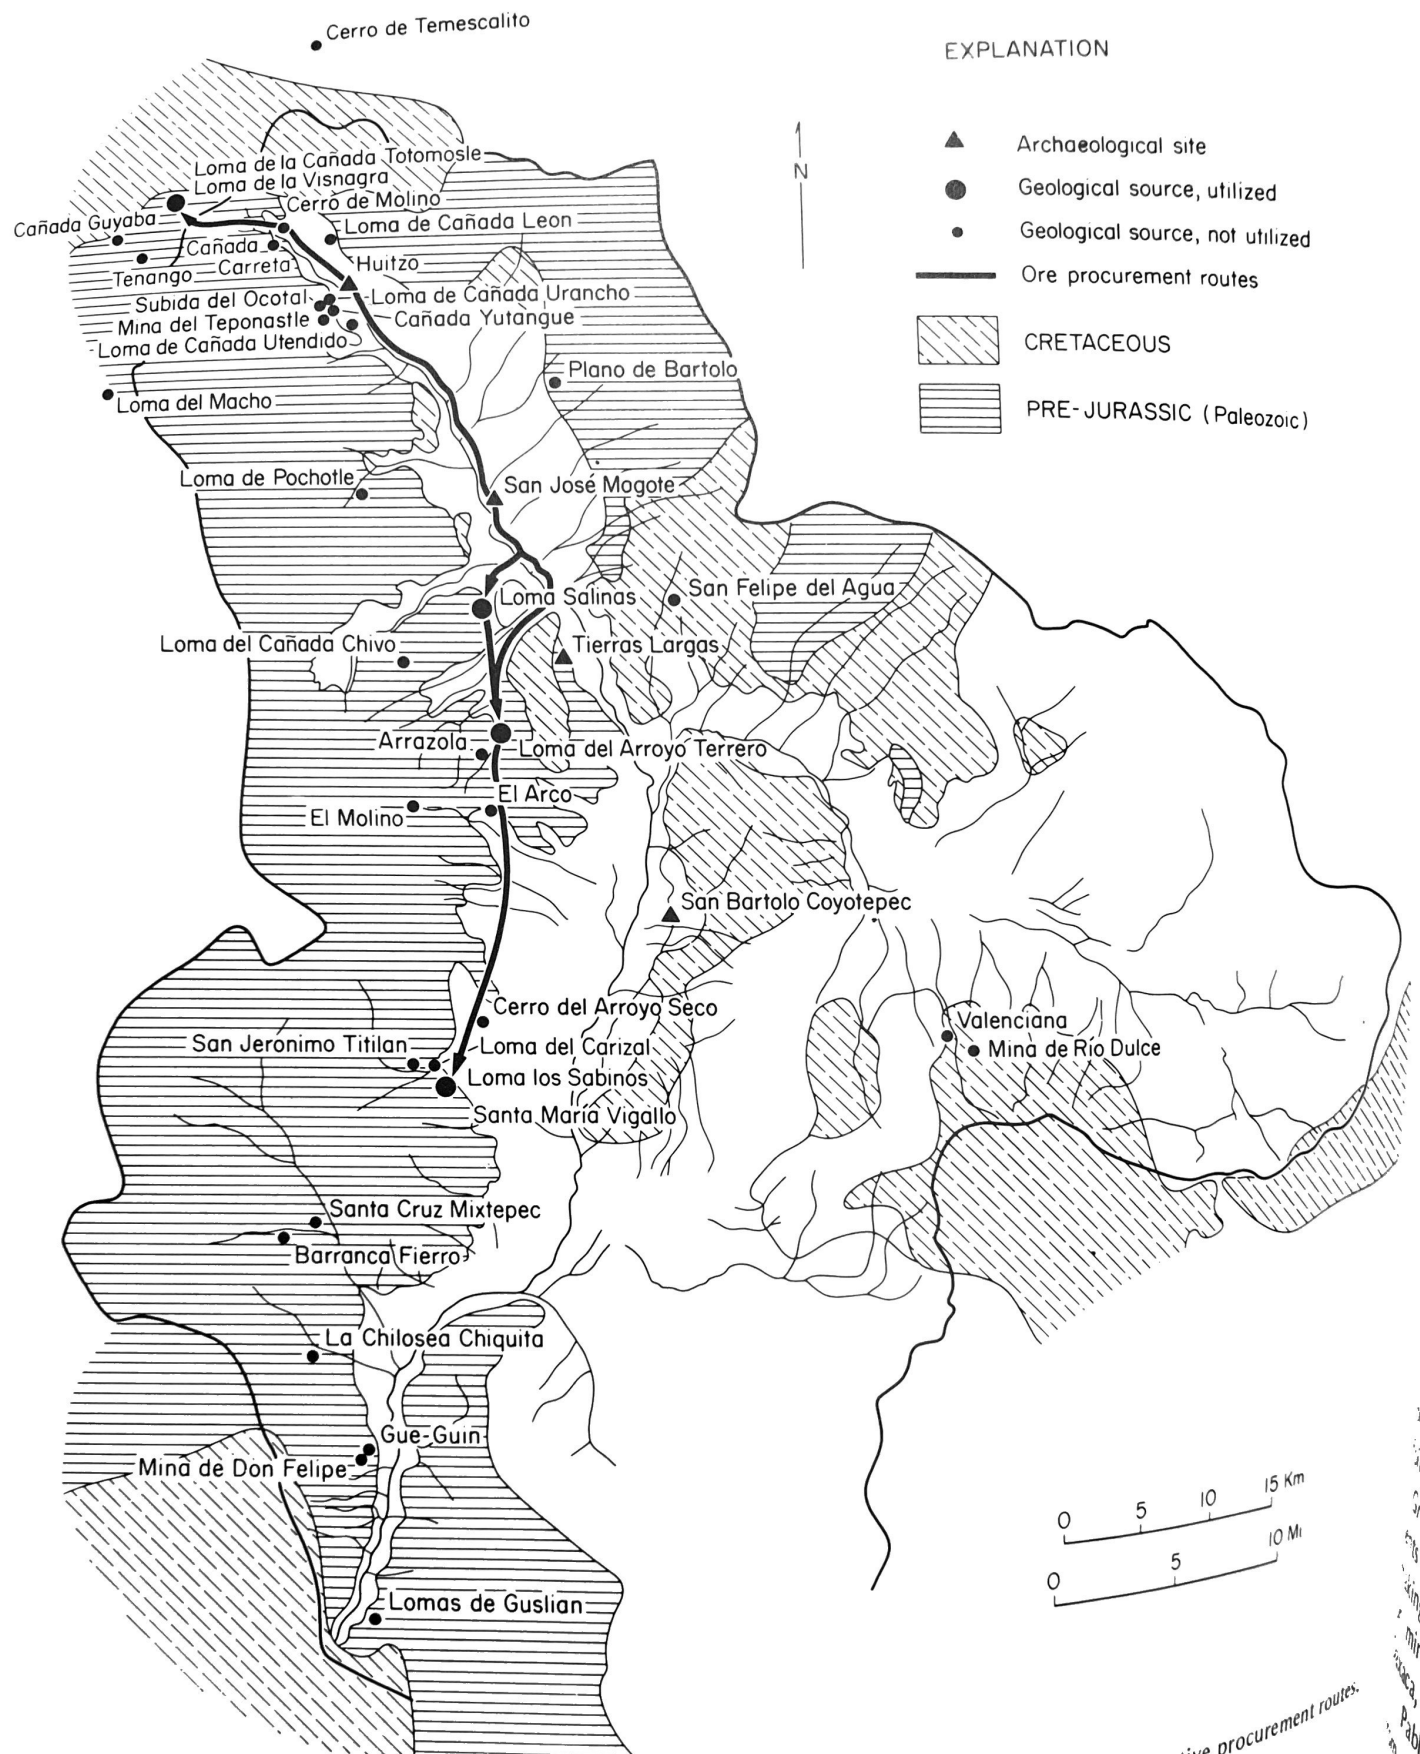 Cerro de Temescalito
EXPLANATION
N
Archaeological site
Geological source, utilized
Geological source, not utilized
Ore procurement routes
CRETACEOUS
PRE-JURASSIC (Paleozoic)
Loma de la Cañada Totomosle
Loma de la Visnagra
Cerro de Molino
Cañada Guyaba
Loma de Cañada Leon
Cañada
Carreta
Tenango
Huitzo
Subida del Ocotal
Loma de Cañada Urancho
Mina del Teponastle
Cañada Yutangue
Loma de Cañada Utendido
Plano de Bartolo
Loma del Macho
Loma de Pochotle
San José Mogote
San Felipe del Agua
Loma Salinas
Loma del Cañada Chivo
Tierras Largas
Arrazola
Loma del Arroyo Terrero
El Arco
El Molino
San Bartolo Coyotepec
Cerro del Arroyo Seco
Valenciana
San Jerónimo Titilan
Loma del Carizal
Mina de Rio Dulce
Loma los Sabinos
Santa María Vigallo
Santa Cruz Mixtepec
Barranca Fierro
La Chilosea Chiquita
Gue-Guin
Mina de Don Felipe
Lomas de Guslian
0 5 10 15 Km
0 5 10 Mi
procurement routes.